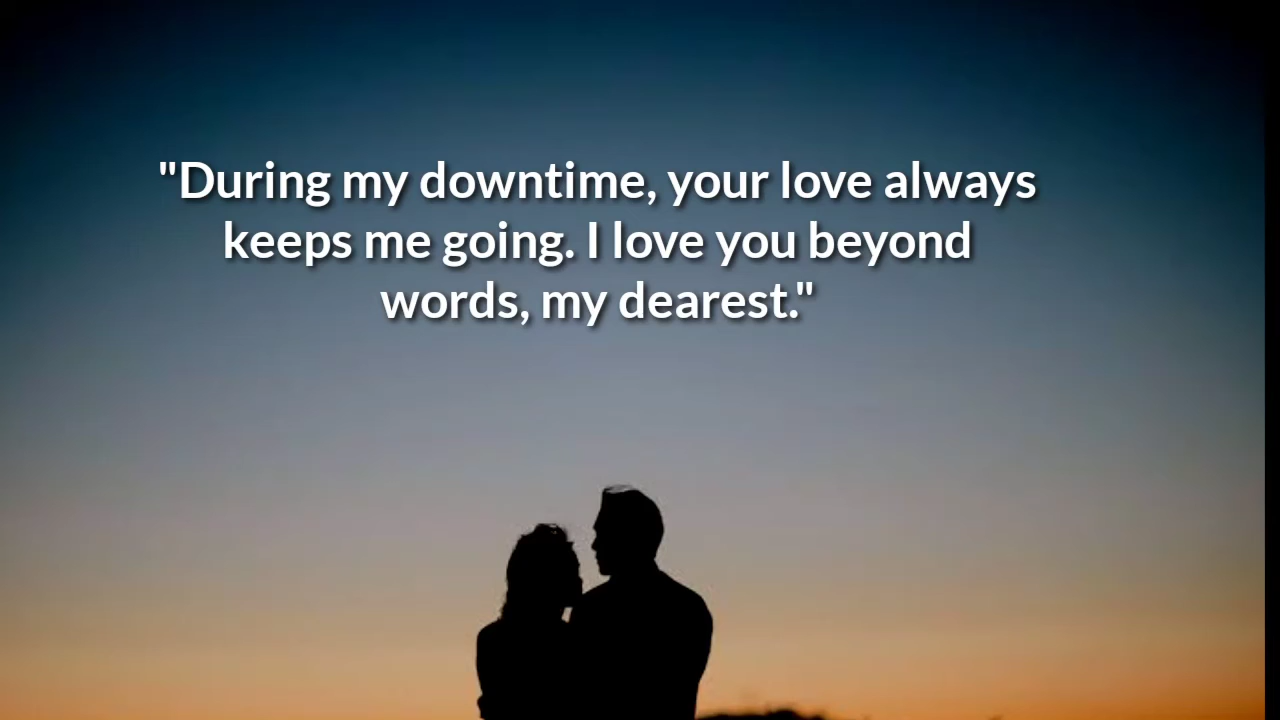 "During my downtime, your love always
keeps me going. I love you beyond
words, my dearest."